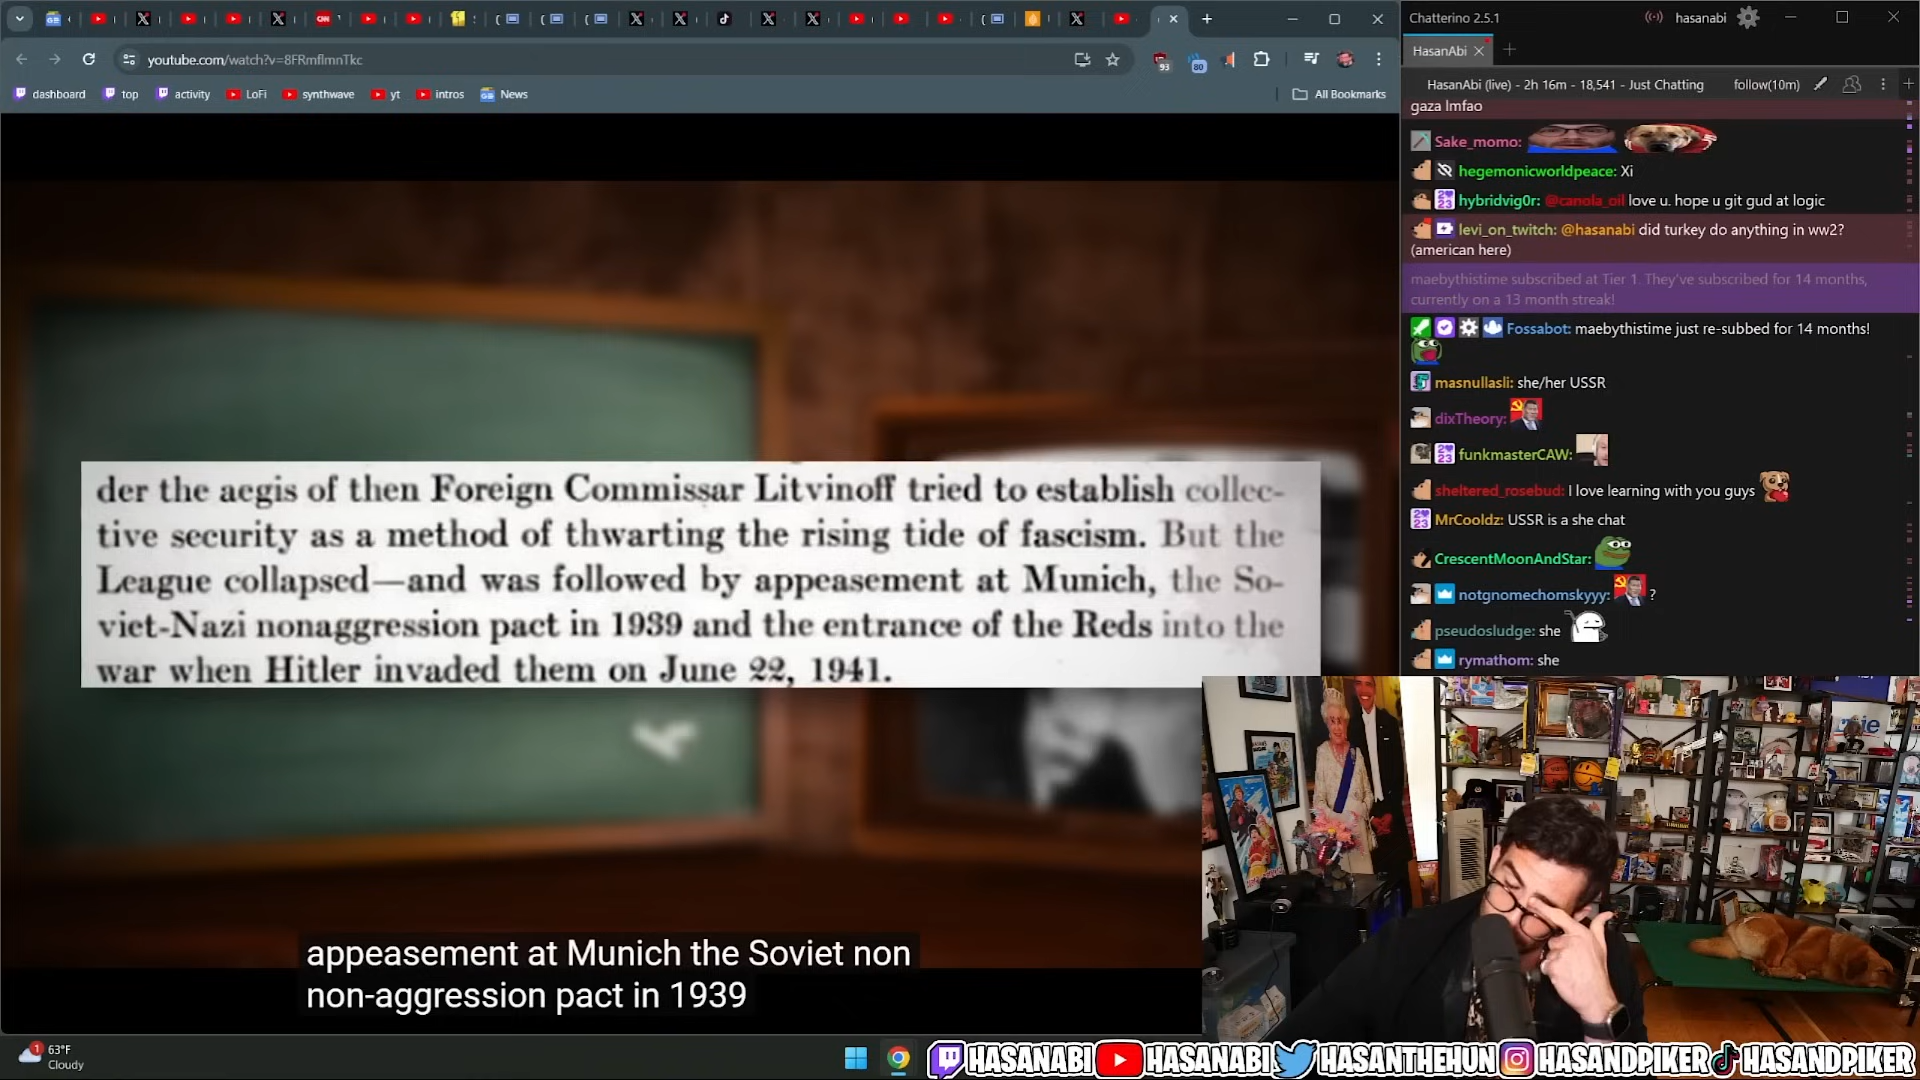 youtube.com/watch?v=8FRmflmnTkc
93
80
dashboard
top
activity
LoFi
synthwave
yt
intros
News
All Bookmarks
der the aegis of then Foreign Commissar Litvinoff tried to establish collec-
tive security as a method of thwarting the rising tide of fascism. But the
League collapsed—and was followed by appeasement at Munich, the So-
viet-Nazi nonaggression pact in 1939 and the entrance of the Reds into the
war when Hitler invaded them on June 22, 1941.
appeasement at Munich the Soviet non
non-aggression pact in 1939
1
63°F
Cloudy
HASANABI
HASANABI
HASANTHEHUN
HASANDPIKER
HASANDPIKER
Chatterino 2.5.1
hasanabi
HasanAbi
HasanAbi (live) - 2h 16m - 18,541 - Just Chatting
follow(10m)
gaza lmfao
Sake_momo:
hegemonicworldpeace: Xi
hybridvig0r: @canola_oil love u. hope u git gud at logic
levi_on_twitch: @hasanabi did turkey do anything in ww2?
(american here)
maebythistime subscribed at Tier 1. They've subscribed for 14 months,
currently on a 13 month streak!
Fossabot: maebythistime just re-subbed for 14 months!
masnullasli: she/her USSR
dixTheory:
funkmasterCAW:
sheltered_rosebud: I love learning with you guys
MrCooldz: USSR is a she chat
CrescentMoonAndStar:
notgnomechomskyyy: ?
pseudosludge: she
rymathom: she